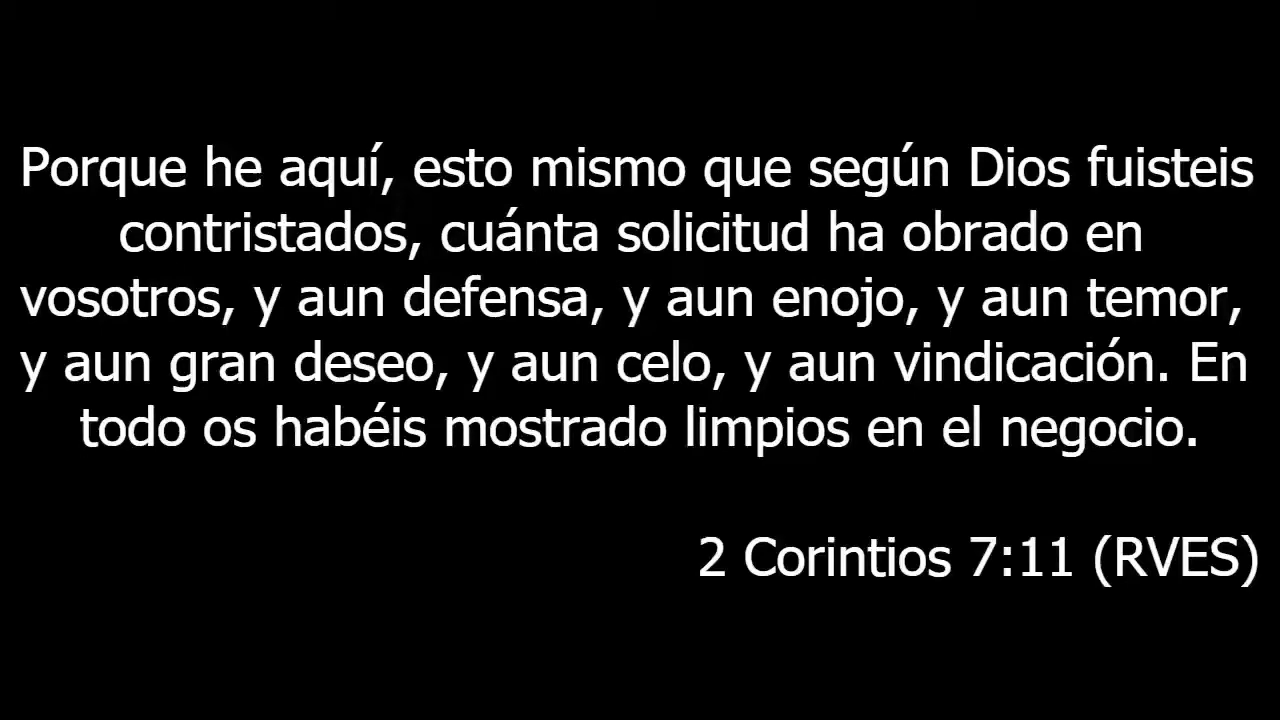 Porque he aquí, esto mismo que según Dios fuisteis
contristados, cuánta solicitud ha obrado en
vosotros, y aun defensa, y aun enojo, y aun temor,
y aun gran deseo, y aun celo, y aun vindicación. En
todo os habéis mostrado limpios en el negocio.
2 Corintios 7:11 (RVES)